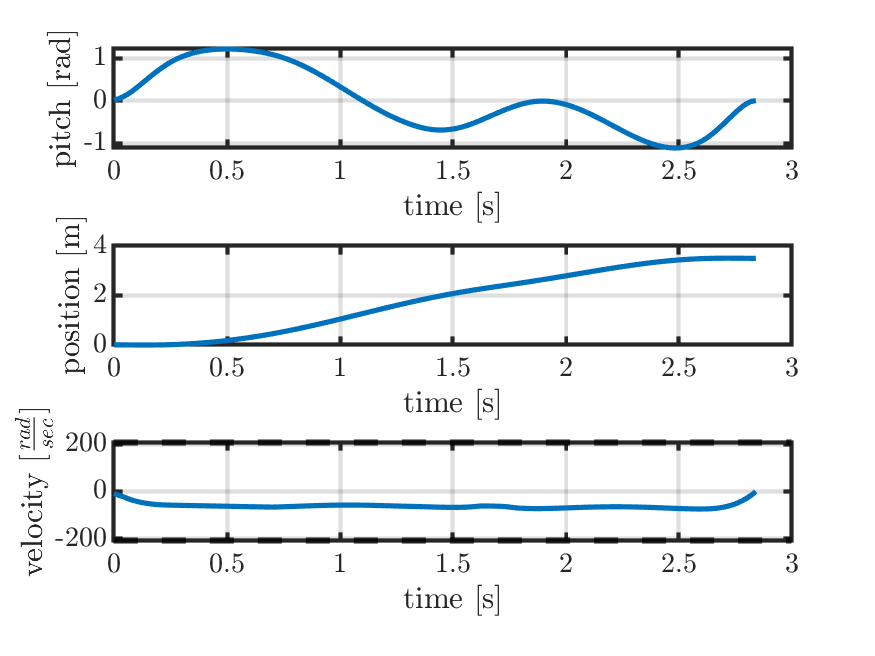 pitch [rad]
1
0
-1
0 0.5 1 1.5 2 2.5 3
time [s]
position [m]
4
2
0
0 0.5 1 1.5 2 2.5 3
time [s]
velocity [rad/sec]
200
0
-200
0 0.5 1 1.5 2 2.5 3
time [s]